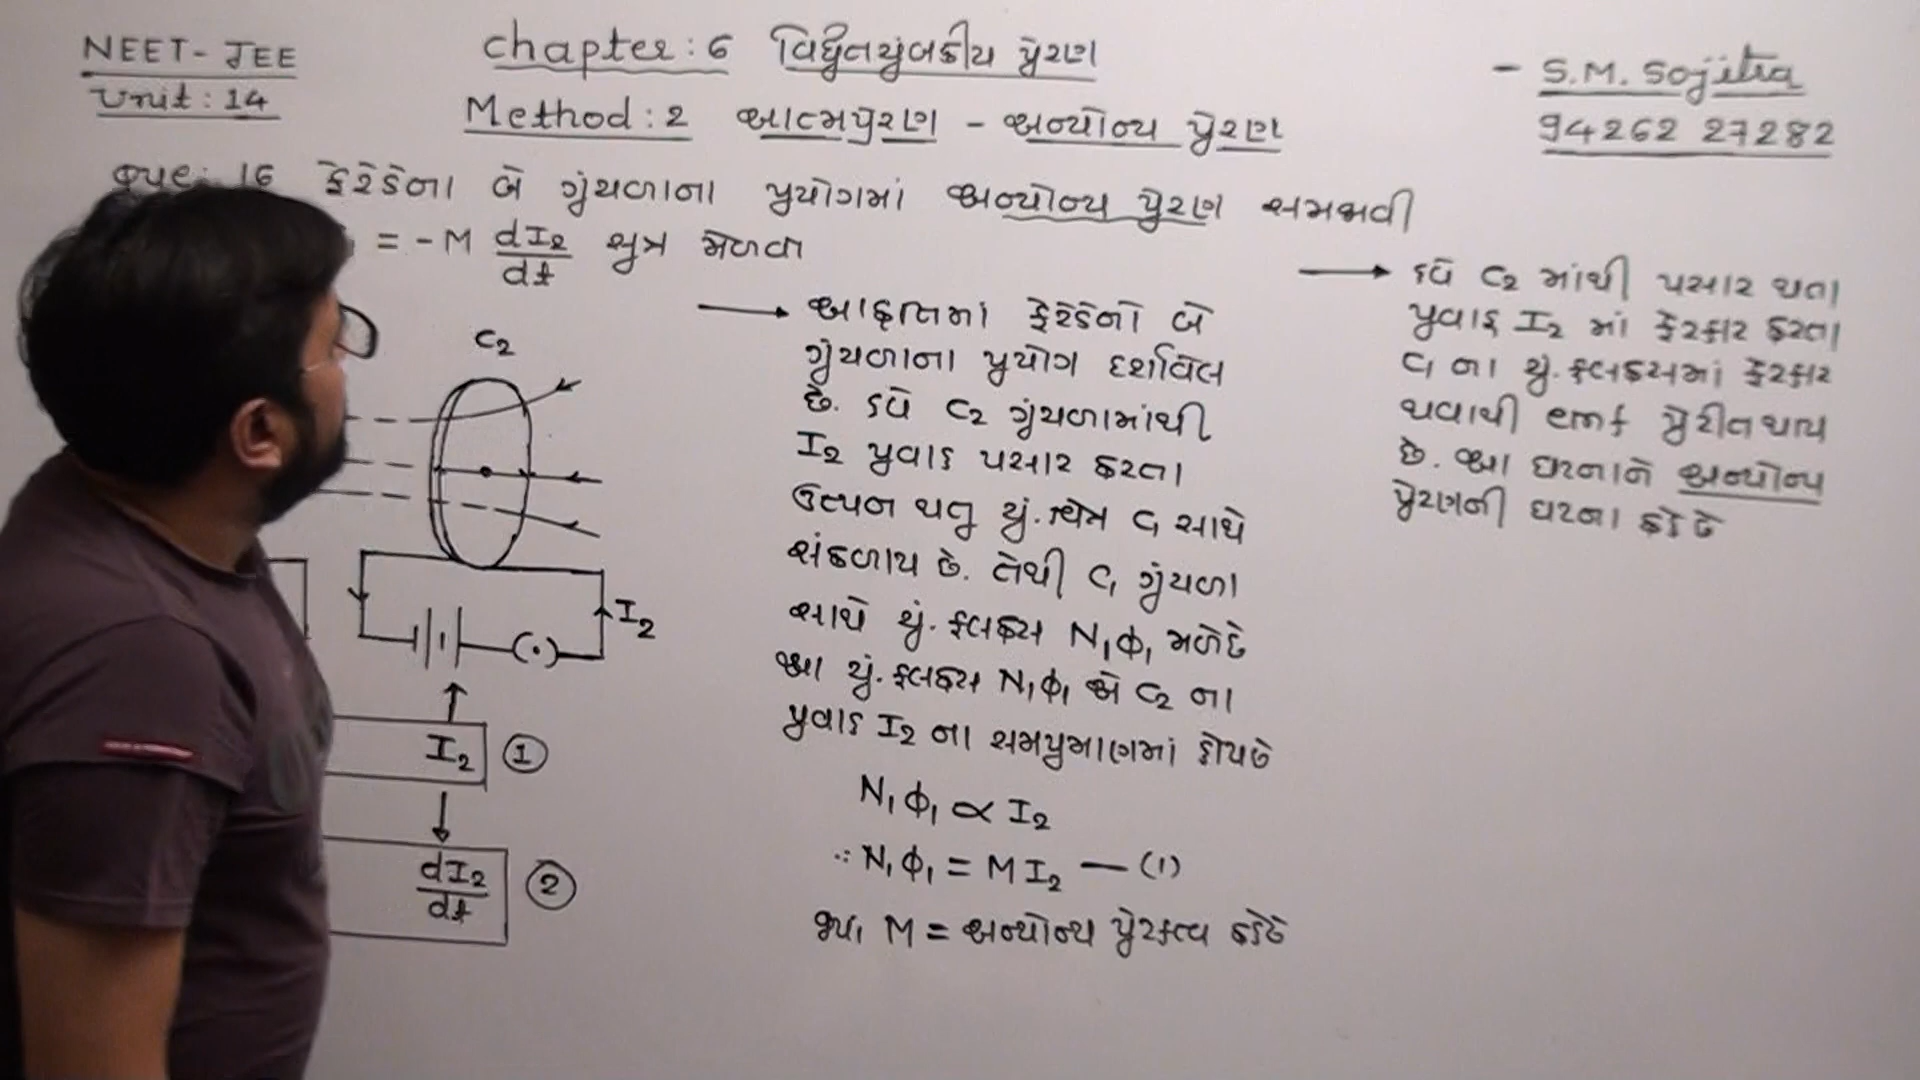 NEET- JEE
Unit: 14
Chapter: 6 વિદ્યુતચુંબકીય પ્રેરણ
Method: 2 આત્મપ્રેરણ - અન્યોન્ય પ્રેરણ
- S.M. Sojitra
94262 27282
16 ફેરેડેના બે ગૂંચળાના પ્રયોગમાં અન્યોન્ય પ્રેરણ સમજાવી
= -M dI2/dt સૂત્ર મેળવો
C2
I2
I2 ①
dI2/dt ②
→ આકૃતિમાં ફેરેડેનો બે
ગૂંચળાના પ્રયોગ દર્શાવેલ
છે. હવે C2 ગૂંચળામાંથી
I2 પ્રવાહ પસાર કરતા
ઉત્પન થતુ ચું. ક્ષેત્ર C1 સાથે
સંકળાય છે. તેથી C1 ગૂંચળા
સાથે ચું. ફ્લક્સ N1ϕ1 મળેછે
આ ચું. ફ્લક્સ N1ϕ1 એ C2 ના
પ્રવાહ I2 ના સમપ્રમાણમાં હોયછે
N1ϕ1 ∝ I2
∴ N1ϕ1 = MI2 — (1)
જ્યાં M = અન્યોન્ય પ્રેરકત્વ કહેછે
→ હવે C2 માંથી પસાર થતા
પ્રવાહ I2 માં ફેરફાર કરતા
C1 ના ચું. ફ્લક્સમાં ફેરફાર
થવાથી emf પ્રેરીત થાય
છે. આ ઘટનાને અન્યોન્ય
પ્રેરણની ઘટના કહેછે